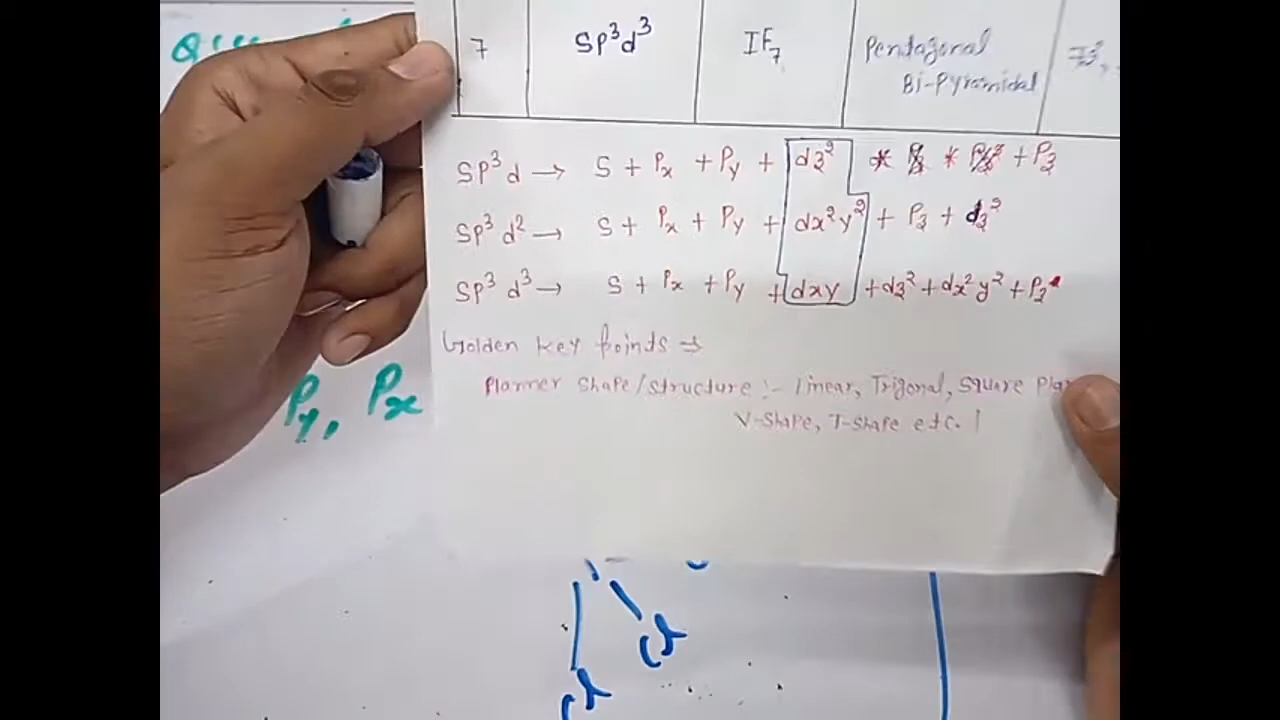 7 Sp³d³ IF₇ Pentagonal
Bi-Pyramidal
Sp³d → S + Px + Py + dz² + Pz
Sp³d² → S + Px + Py + dx²y² + Pz + dz²
Sp³d³ → S + Px + Py + dxy + dz² + dx²y² + Pz
Golden Key Points ⇒
Planner Shape/structure :- Linear, Trigonal, Square
V-Shape, T-Shape etc. |
Py, Px
Cl
Cl